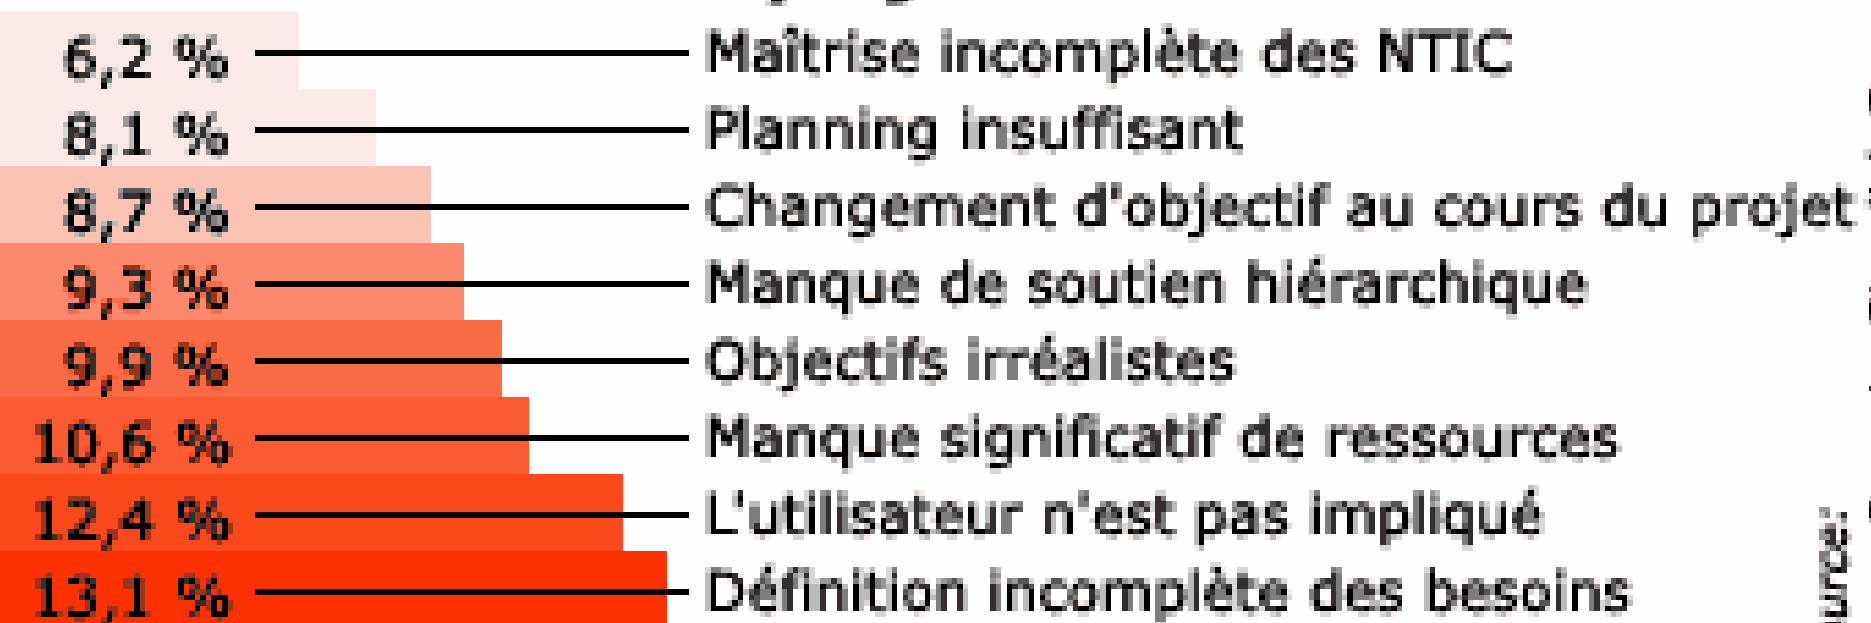 6,2 % Maîtrise incomplète des NTIC
8,1 % Planning insuffisant
8,7 % Changement d'objectif au cours du projet
9,3 % Manque de soutien hiérarchique
9,9 % Objectifs irréalistes
10,6 % Manque significatif de ressources
12,4 % L'utilisateur n'est pas impliqué
13,1 % Définition incomplète des besoins